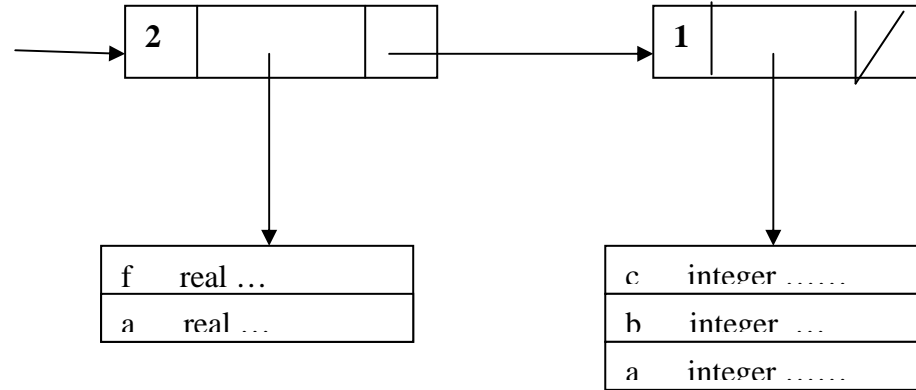 2 1
f real … c integer ……
a real … b integer …
a integer ……